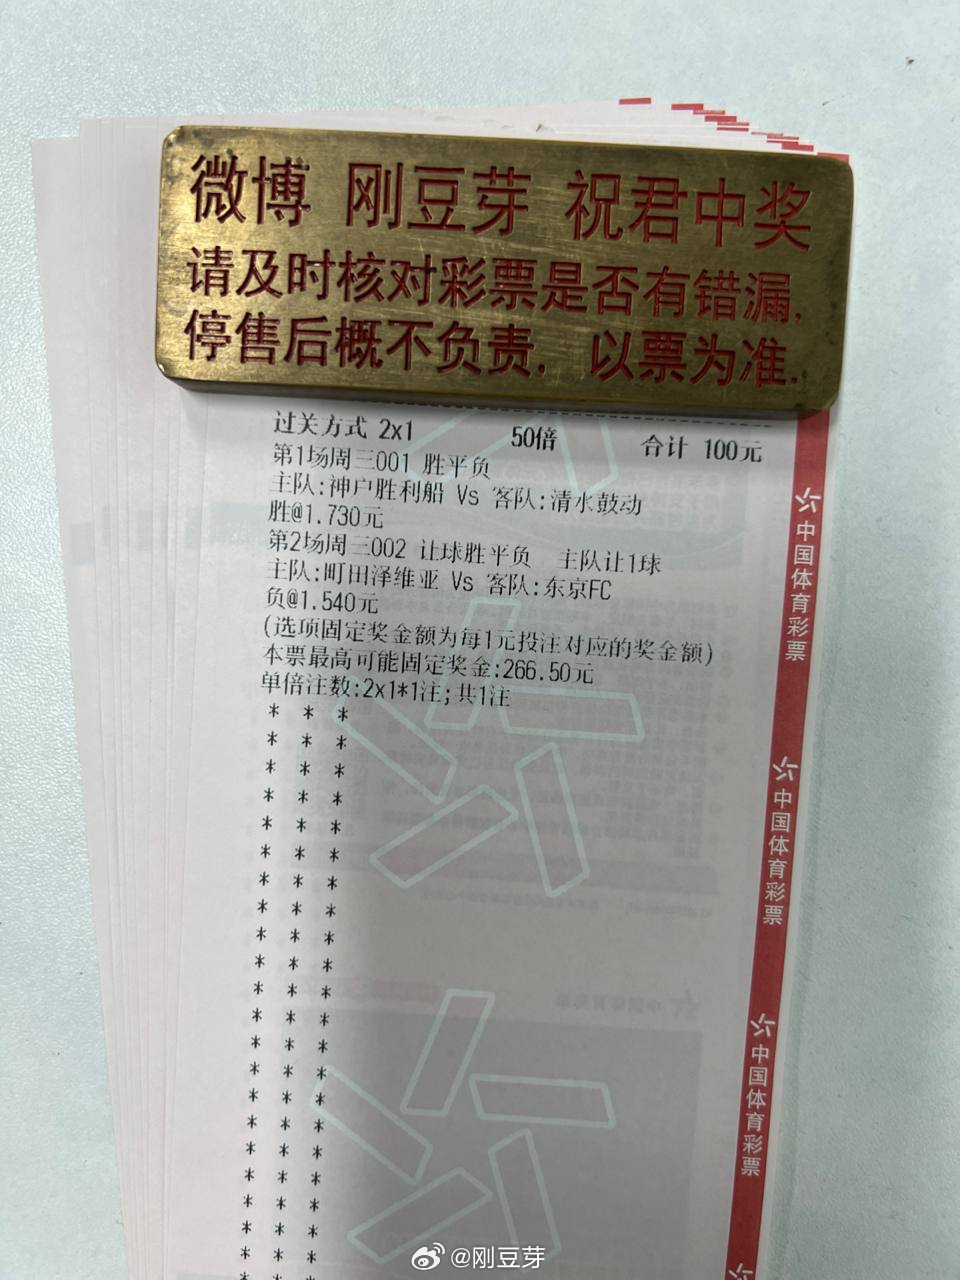 微博 刚豆芽 祝君中奖
请及时核对彩票是否有错漏,
停售后概不负责, 以票为准.
过关方式 2x1 50倍 合计 100元
第1场周三001 胜平负
主队:神户胜利船 Vs 客队:清水鼓动
胜@1.730元
第2场周三002 让球胜平负 主队让1球
主队:町田泽维亚 Vs 客队:东京FC
负@1.540元
(选项固定奖金额为每1元投注对应的奖金额)
本票最高可能固定奖金:266.50元
单倍注数:2x1*1注;共1注
中国体育彩票
中国体育彩票
中国体育彩票
@刚豆芽